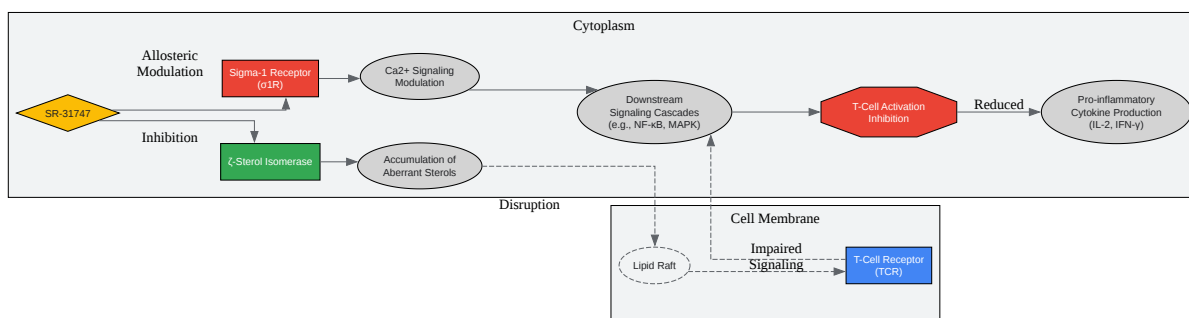 Cytoplasm
Allosteric
Modulation
Sigma-1 Receptor
(σ1R)
Ca2+ Signaling
Modulation
SR-31747
Downstream
Signaling Cascades
(e.g., NF-κB, MAPK)
T-Cell Activation
Inhibition
Reduced
Pro-inflammatory
Cytokine Production
(IL-2, IFN-γ)
Inhibition
ζ-Sterol Isomerase
Accumulation of
Aberrant Sterols
Disruption
Cell Membrane
Lipid Raft
Impaired
Signaling
T-Cell Receptor
(TCR)